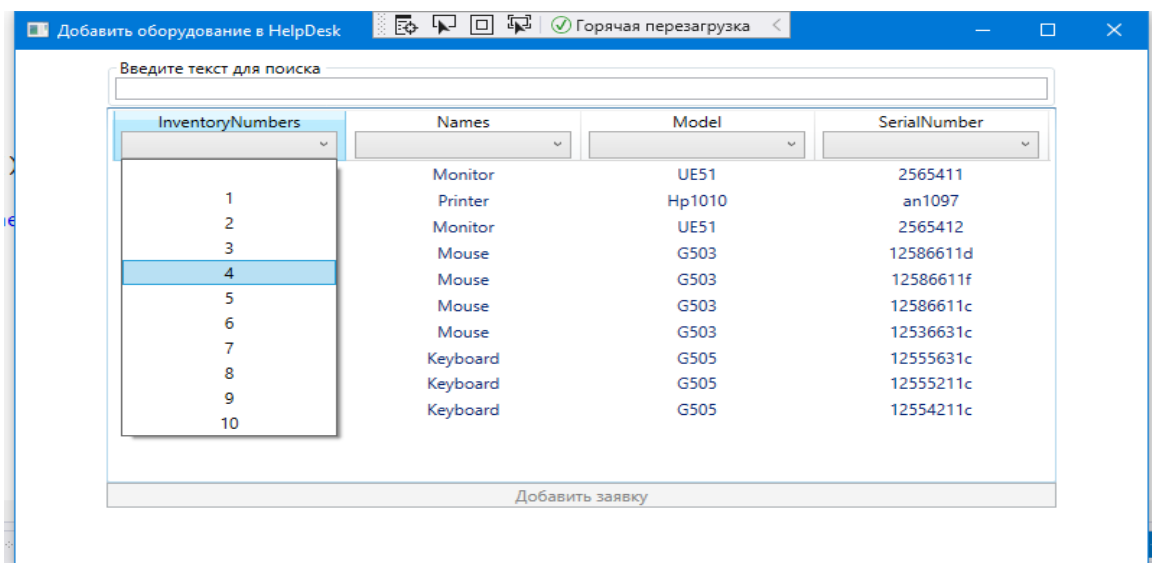 Добавить оборудование в HelpDesk
Горячая перезагрузка
Введите текст для поиска
InventoryNumbers Names Model SerialNumber
Monitor UE51 2565411
1 Printer Hp1010 an1097
2 Monitor UE51 2565412
3 Mouse G503 12586611d
4 Mouse G503 12586611f
5 Mouse G503 12586611c
6 Mouse G503 12536631c
7 Keyboard G505 12555631c
8 Keyboard G505 12555211c
9 Keyboard G505 12554211c
10
Добавить заявку